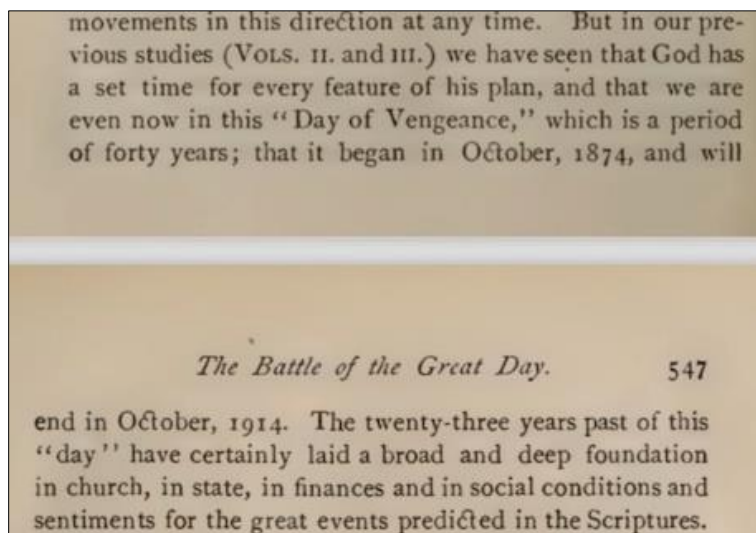 movements in this direction at any time. But in our pre-
vious studies (VOLS. II. and III.) we have seen that God has
a set time for every feature of his plan, and that we are
even now in this “Day of Vengeance,” which is a period
of forty years; that it began in October, 1874, and will
The Battle of the Great Day. 547
end in October, 1914. The twenty-three years past of this
“day” have certainly laid a broad and deep foundation
in church, in state, in finances and in social conditions and
sentiments for the great events predicted in the Scriptures.